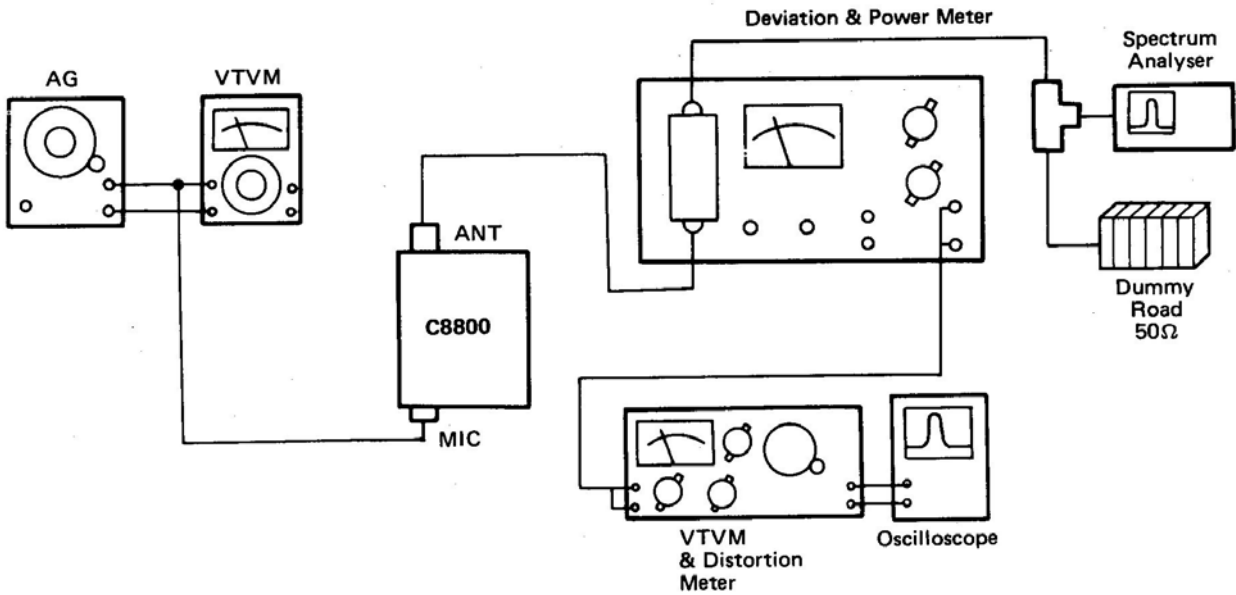 Deviation & Power Meter
Spectrum
Analyser
AG
VTVM
ANT
C8800
MIC
Dummy
Road
50Ω
VTVM
& Distortion
Meter
Oscilloscope